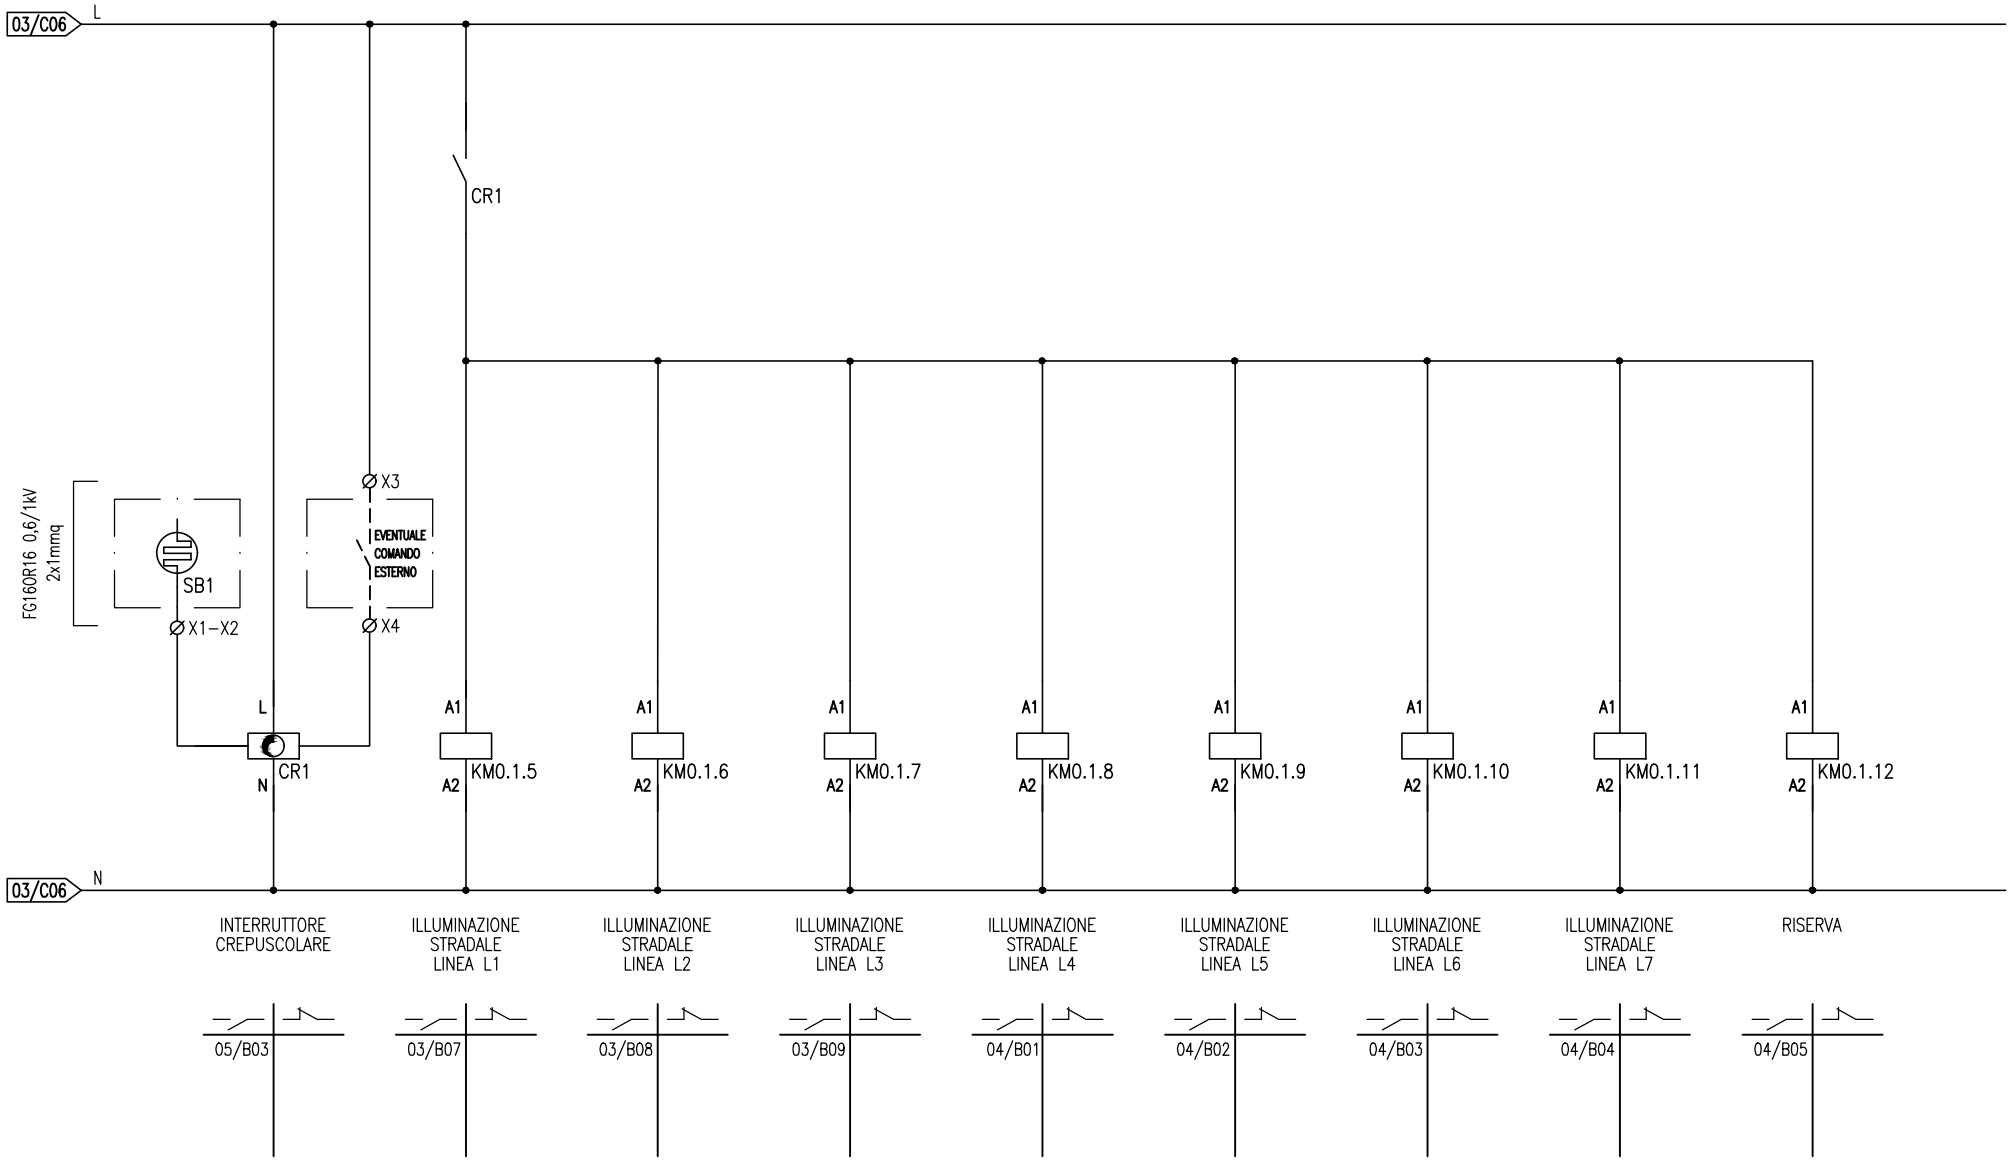 L
03/C06
CR1
X3
EVENTUALE
COMANDO
ESTERNO
FG16OR16 0,6/1kV
2x1mmq
SB1
X1-X2
X4
L
CR1
N
A1
KM0.1.5
A2
A1
KM0.1.6
A2
A1
KM0.1.7
A2
A1
KM0.1.8
A2
A1
KM0.1.9
A2
A1
KM0.1.10
A2
A1
KM0.1.11
A2
A1
KM0.1.12
A2
N
03/C06
INTERRUTTORE
CREPUSCOLARE
ILLUMINAZIONE
STRADALE
LINEA L1
ILLUMINAZIONE
STRADALE
LINEA L2
ILLUMINAZIONE
STRADALE
LINEA L3
ILLUMINAZIONE
STRADALE
LINEA L4
ILLUMINAZIONE
STRADALE
LINEA L5
ILLUMINAZIONE
STRADALE
LINEA L6
ILLUMINAZIONE
STRADALE
LINEA L7
RISERVA
05/B03
03/B07
03/B08
03/B09
04/B01
04/B02
04/B03
04/B04
04/B05